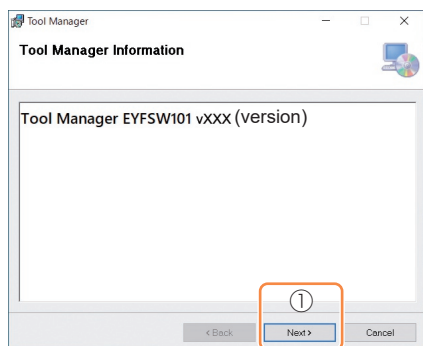 Tool Manager
Tool Manager Information
Tool Manager EYFSW101 vXXX (version)
①
< Back
Next >
Cancel